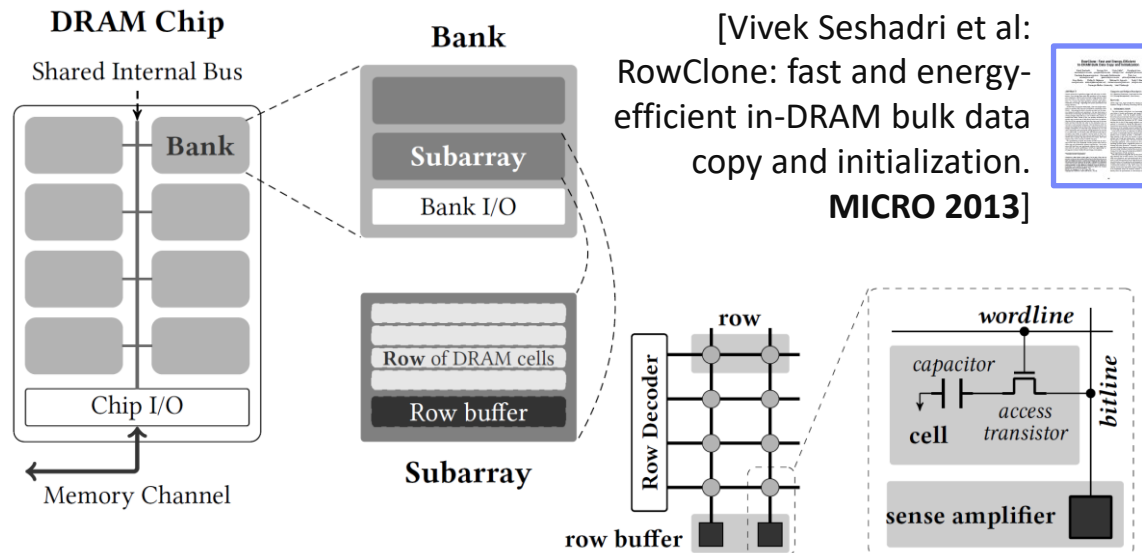 DRAM Chip
Shared Internal Bus
Bank
Chip I/O
Memory Channel
Bank
Subarray
Bank I/O
Row of DRAM cells
Row buffer
Subarray
[Vivek Seshadri et al:
RowClone: fast and energy-
efficient in-DRAM bulk data
copy and initialization.
MICRO 2013]
row
Row Decoder
row buffer
wordline
capacitor
access
transistor
cell
bitline
sense amplifier